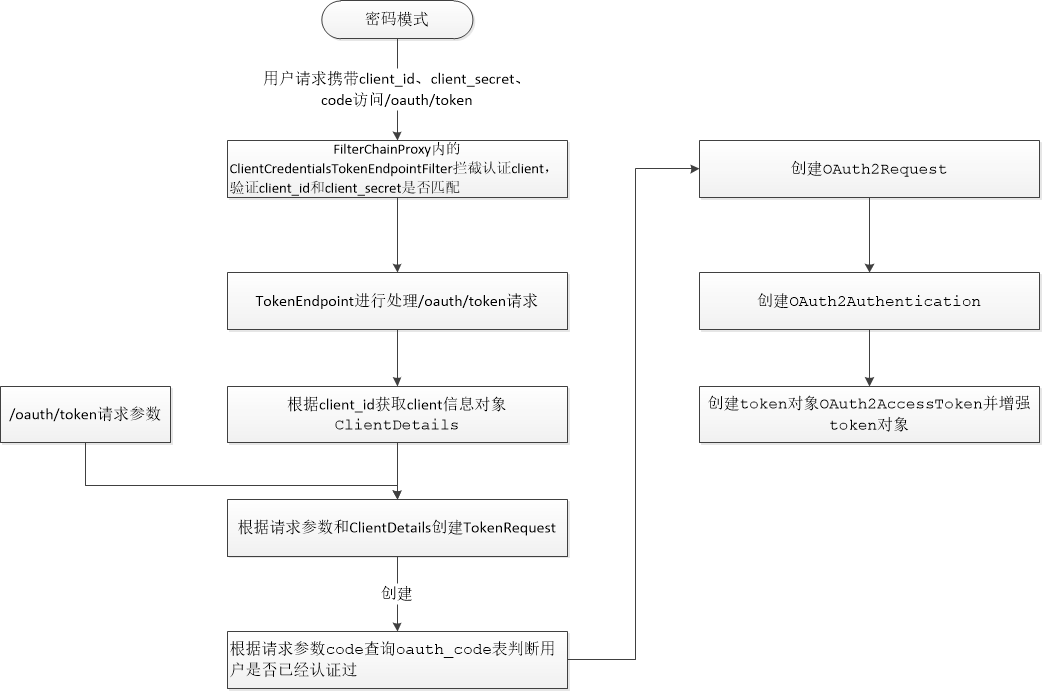 密码模式
用户请求携带client_id、client_secret、
code访问/oauth/token
FilterChainProxy内的
ClientCredentialsTokenEndpointFilter拦截认证client，
验证client_id和client_secret是否匹配
TokenEndpoint进行处理/oauth/token请求
/oauth/token请求参数
根据client_id获取client信息对象
ClientDetails
根据请求参数和ClientDetails创建TokenRequest
创建
根据请求参数code查询oauth_code表判断用
户是否已经认证过
创建OAuth2Request
创建OAuth2Authentication
创建token对象OAuth2AccessToken并增强
token对象